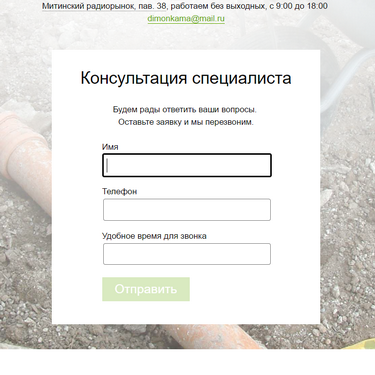 Митинский радиорынок, пав. 38, работаем без выходных, с 9:00 до 18:00
dimonkama@mail.ru
Консультация специалиста
Будем рады ответить ваши вопросы.
Оставьте заявку и мы перезвоним.
Имя
Телефон
Удобное время для звонка
Отправить